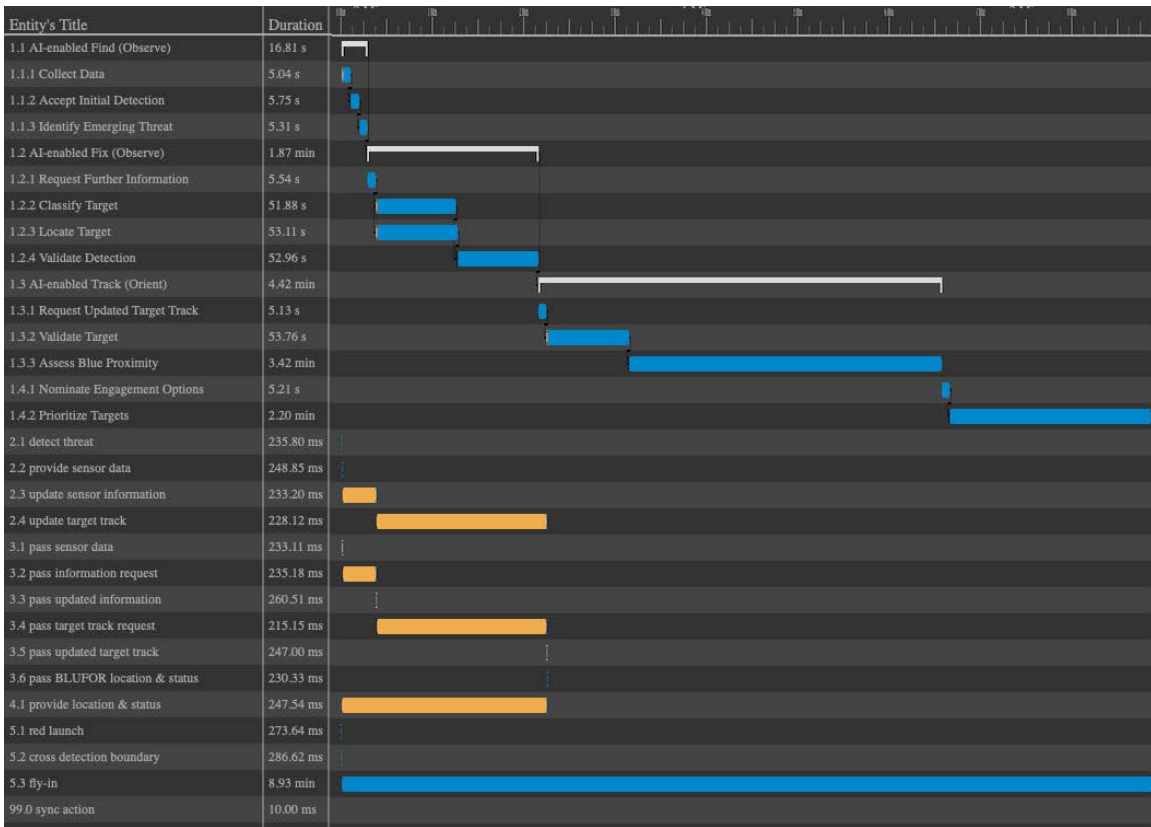 Entity's Title Duration
1.1 AI-enabled Find (Observe) 16.81 s
1.1.1 Collect Data 5.04 s
1.1.2 Accept Initial Detection 5.75 s
1.1.3 Identify Emerging Threat 5.31 s
1.2 AI-enabled Fix (Observe) 1.87 min
1.2.1 Request Further Information 5.54 s
1.2.2 Classify Target 51.88 s
1.2.3 Locate Target 53.11 s
1.2.4 Validate Detection 52.96 s
1.3 AI-enabled Track (Orient) 4.42 min
1.3.1 Request Updated Target Track 5.13 s
1.3.2 Validate Target 53.76 s
1.3.3 Assess Blue Proximity 3.42 min
1.4.1 Nominate Engagement Options 5.21 s
1.4.2 Prioritize Targets 2.20 min
2.1 detect threat 235.80 ms
2.2 provide sensor data 248.85 ms
2.3 update sensor information 233.20 ms
2.4 update target track 228.12 ms
3.1 pass sensor data 233.11 ms
3.2 pass information request 235.18 ms
3.3 pass updated information 260.51 ms
3.4 pass target track request 215.15 ms
3.5 pass updated target track 247.00 ms
3.6 pass BLUFOR location & status 230.33 ms
4.1 provide location & status 247.54 ms
5.1 red launch 273.64 ms
5.2 cross detection boundary 286.62 ms
5.3 fly-in 8.93 min
99.0 sync action 10.00 ms